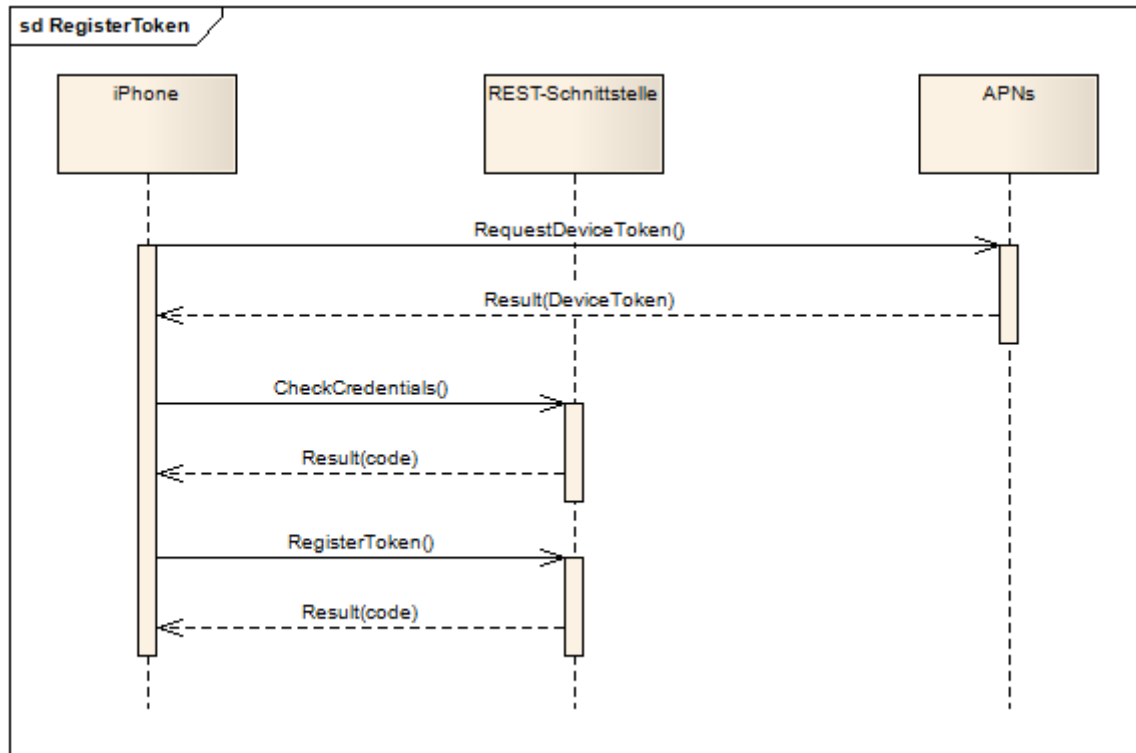 sd RegisterToken
iPhone
REST-Schnittstelle
APNs
RequestDeviceToken()
Result(DeviceToken)
CheckCredentials()
Result(code)
RegisterToken()
Result(code)